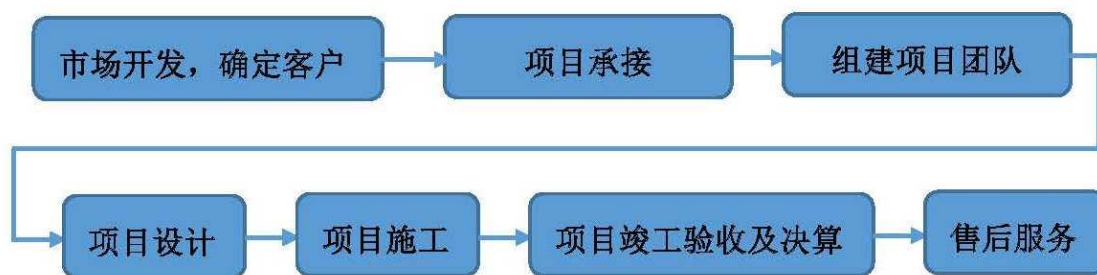 市场开发，确定客户
项目承接
组建项目团队
项目设计
项目施工
项目竣工验收及决算
售后服务